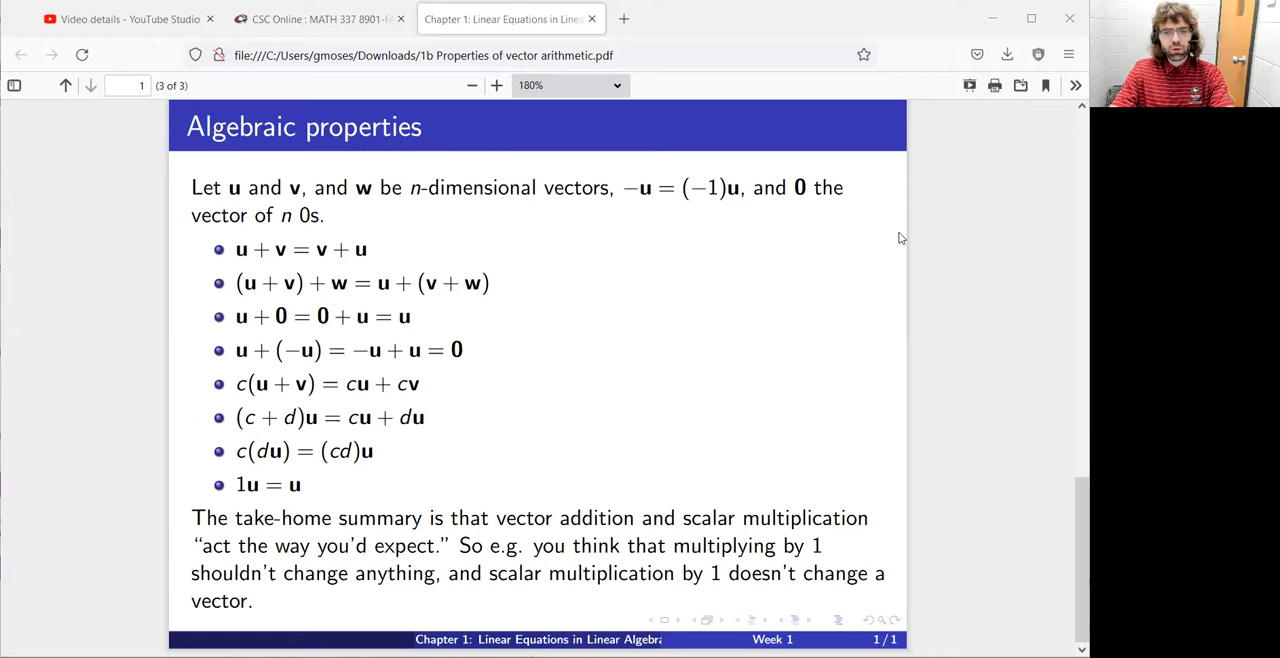 Video details - YouTube Studio
CSC Online : MATH 337 8901-FA
Chapter 1: Linear Equations in Linea
file:///C:/Users/gmoses/Downloads/1b Properties of vector arithmetic.pdf
1 (3 of 3)
180%
Algebraic properties
Let u and v, and w be n-dimensional vectors, −u = (−1)u, and 0 the
vector of n 0s.
u + v = v + u
(u + v) + w = u + (v + w)
u + 0 = 0 + u = u
u + (−u) = −u + u = 0
c(u + v) = cu + cv
(c + d)u = cu + du
c(du) = (cd)u
1u = u
The take-home summary is that vector addition and scalar multiplication
“act the way you’d expect.” So e.g. you think that multiplying by 1
shouldn’t change anything, and scalar multiplication by 1 doesn’t change a
vector.
Chapter 1: Linear Equations in Linear Algebra
Week 1
1 / 1